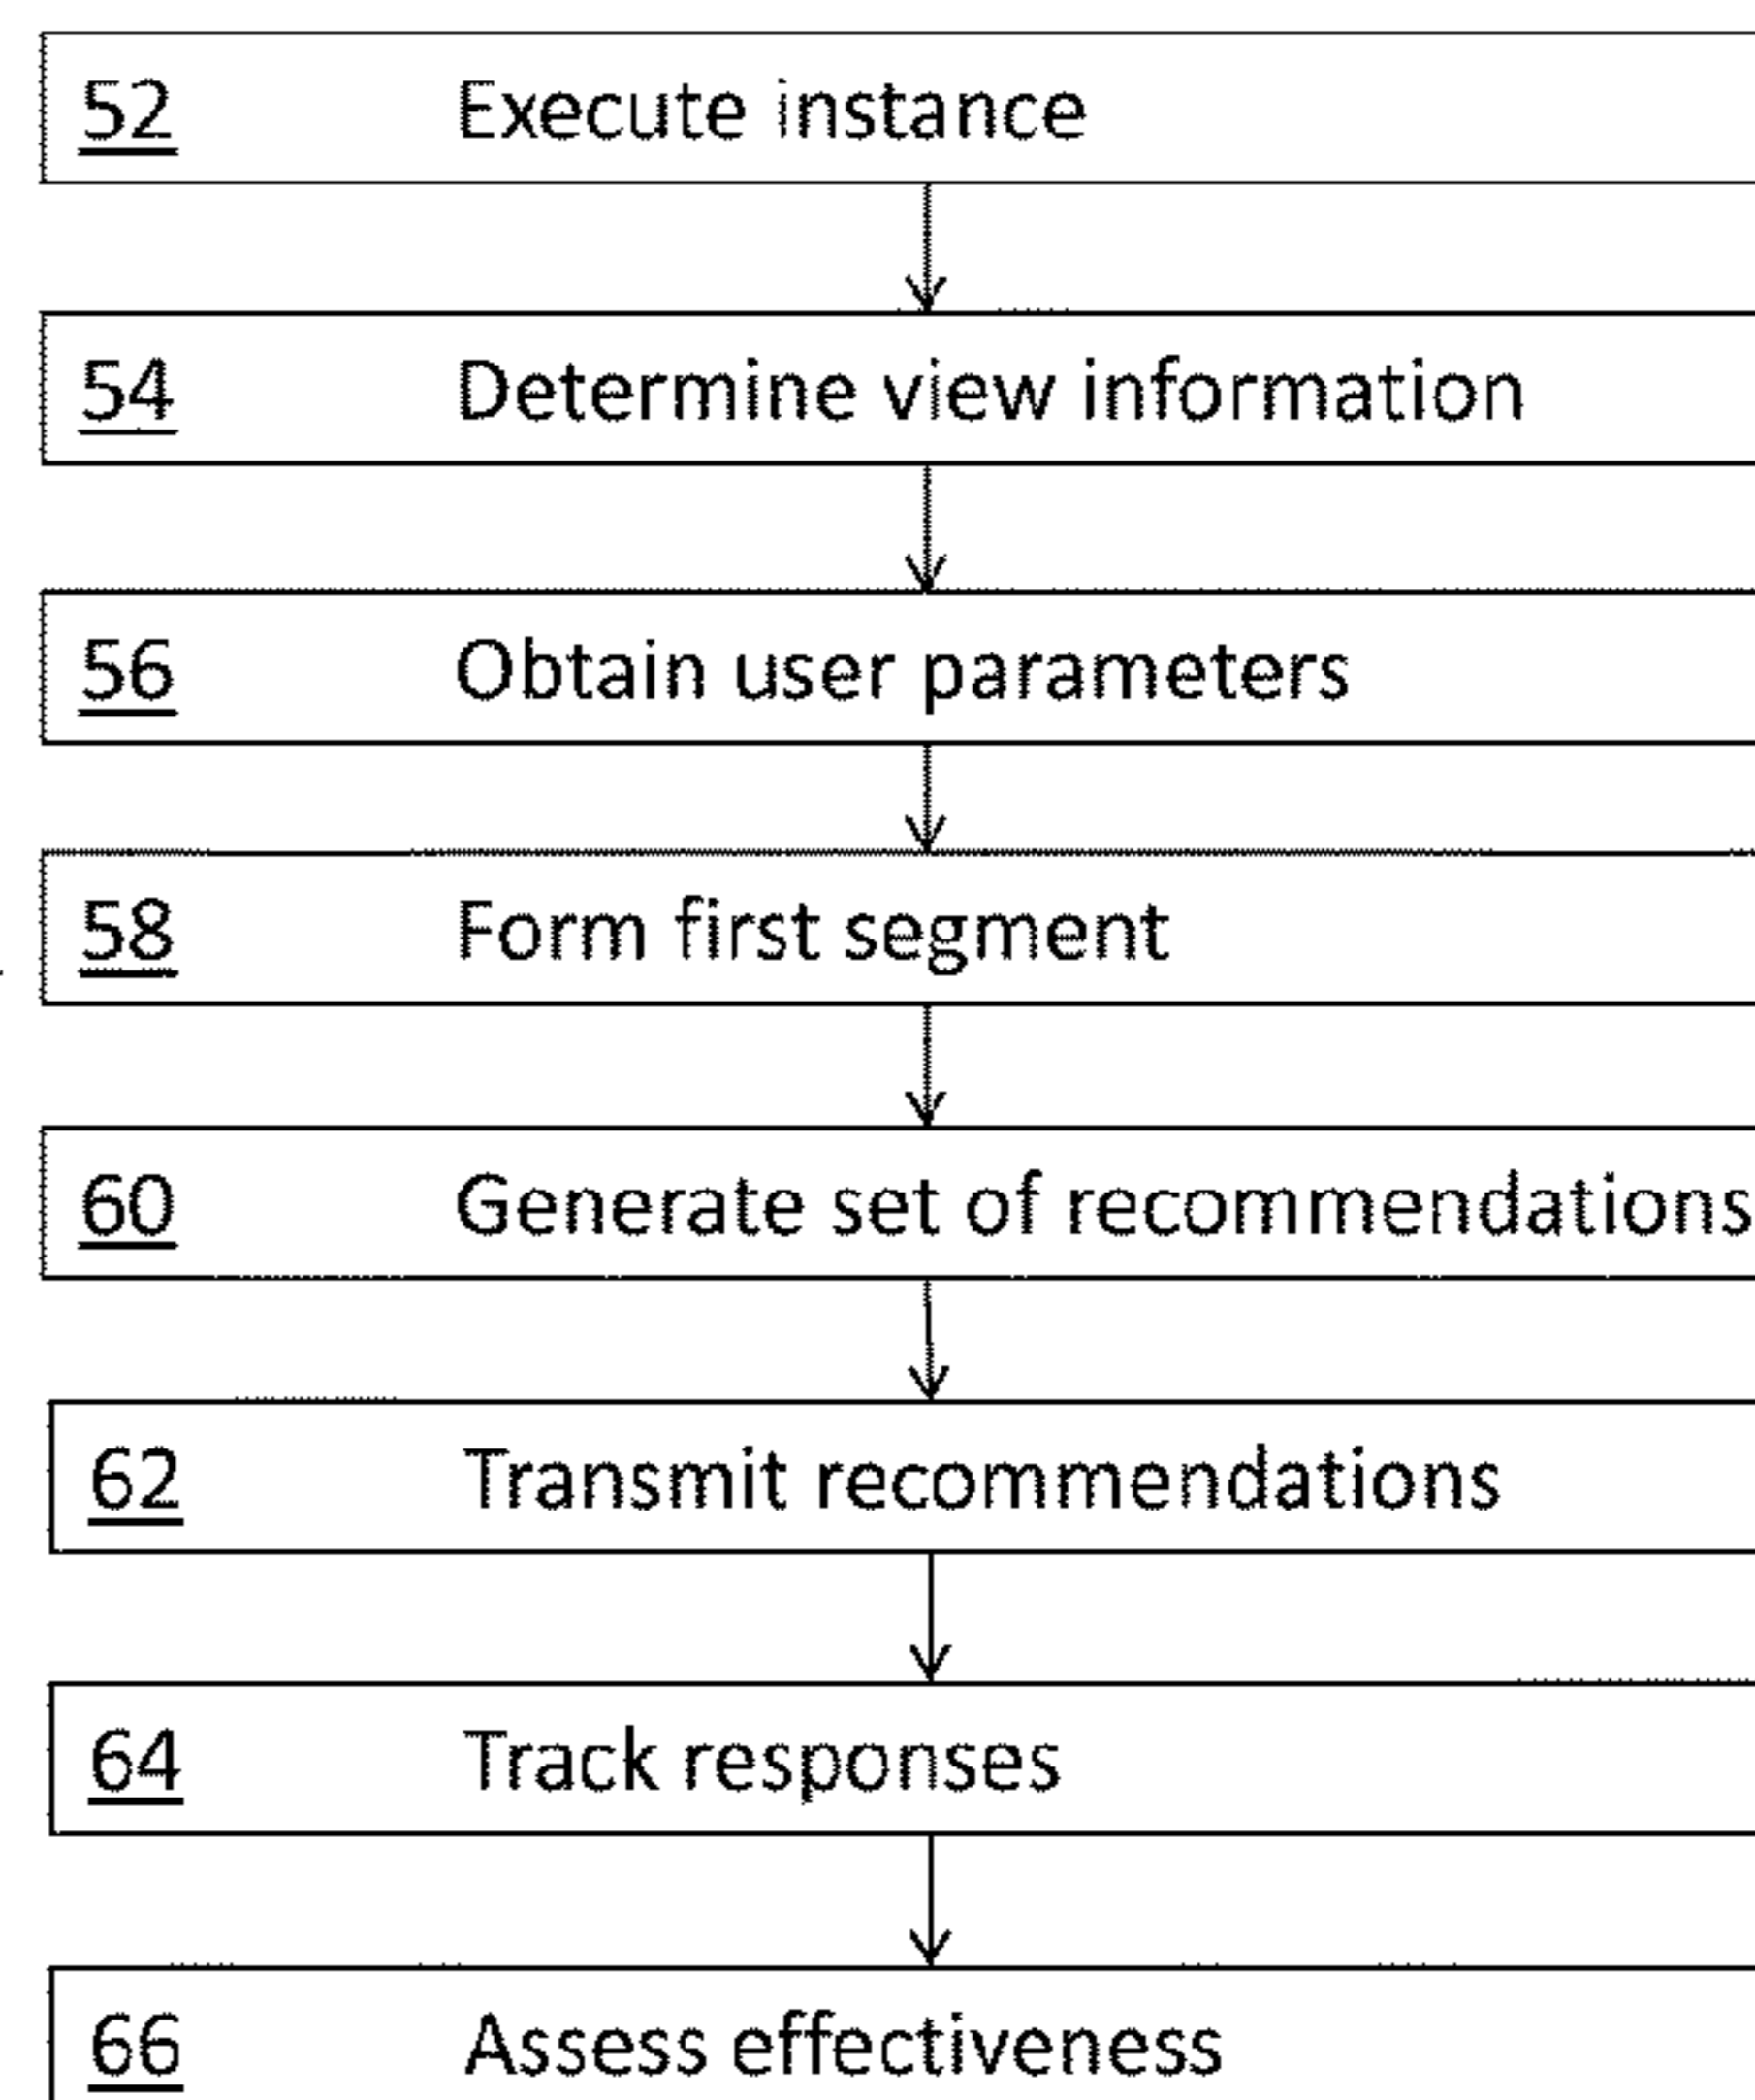 52 Execute instance
54 Determine view information
56 Obtain user parameters
58 Form first segment
60 Generate set of recommendations
62 Transmit recommendations
64 Track responses
66 Assess effectiveness